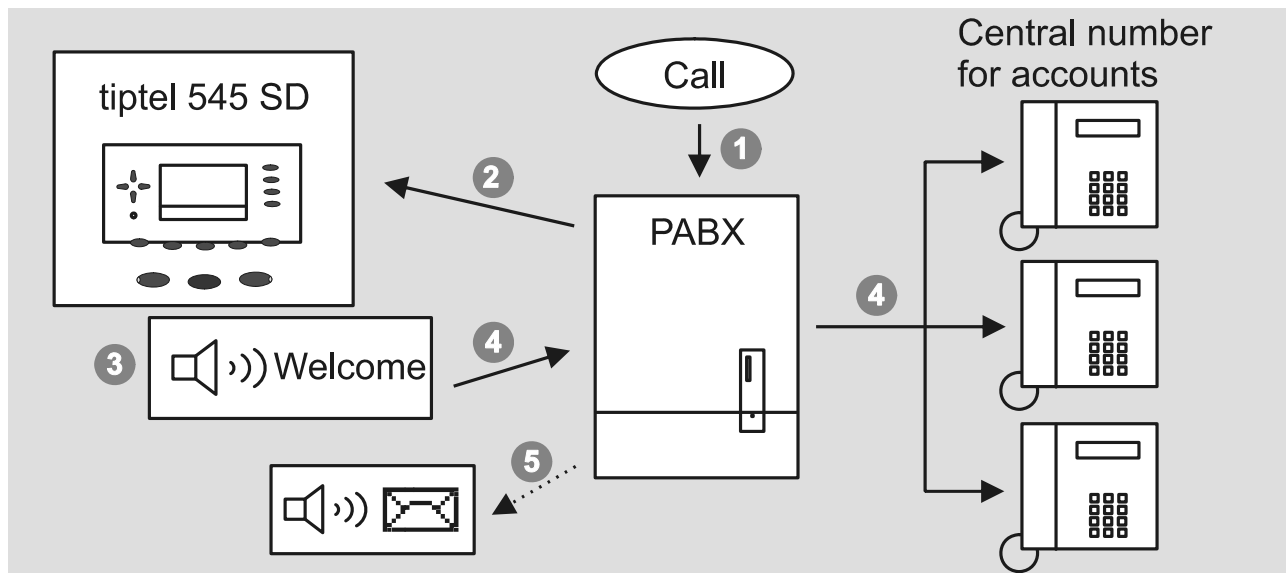 Central number
for accounts
tiptel 545 SD
Call
1
2
PABX
4
3
Welcome
4
5